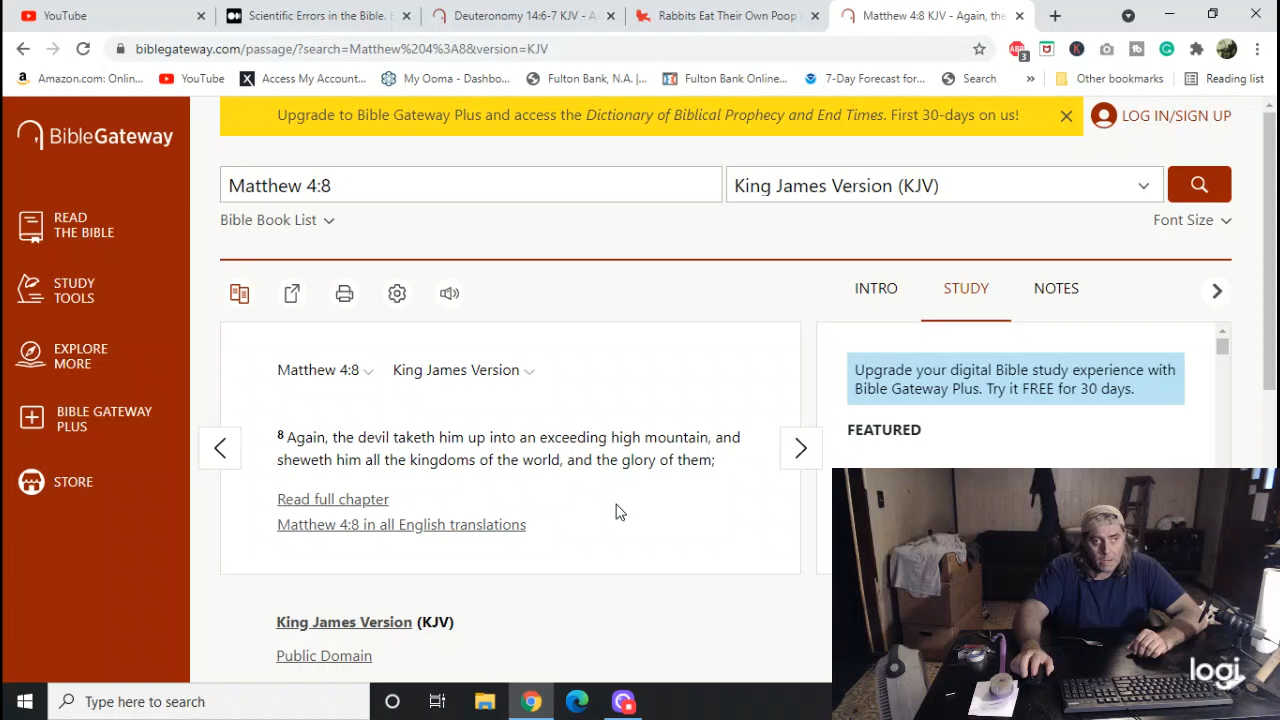 YouTube
Scientific Errors in the Bible.
Deuteronomy 14:6-7 KJV - A
Rabbits Eat Their Own Poop
Matthew 4:8 KJV - Again, the
biblegateway.com/passage/?search=Matthew%204%3A8&version=KJV
3
Amazon.com: Onlin...
YouTube
Access My Account...
My Ooma - Dashbo...
Fulton Bank, N.A. |...
Fulton Bank Online...
7-Day Forecast for...
Search
»
Other bookmarks
Reading list
BibleGateway
Upgrade to Bible Gateway Plus and access the Dictionary of Biblical Prophecy and End Times. First 30-days on us!
LOG IN/SIGN UP
Matthew 4:8
King James Version (KJV)
Bible Book List
Font Size
READ
THE BIBLE
STUDY
TOOLS
EXPLORE
MORE
BIBLE GATEWAY
PLUS
STORE
INTRO
STUDY
NOTES
Matthew 4:8
King James Version
8 Again, the devil taketh him up into an exceeding high mountain, and
sheweth him all the kingdoms of the world, and the glory of them;
Read full chapter
Matthew 4:8 in all English translations
Upgrade your digital Bible study experience with
Bible Gateway Plus. Try it FREE for 30 days.
FEATURED
King James Version (KJV)
Public Domain
logi
Type here to search